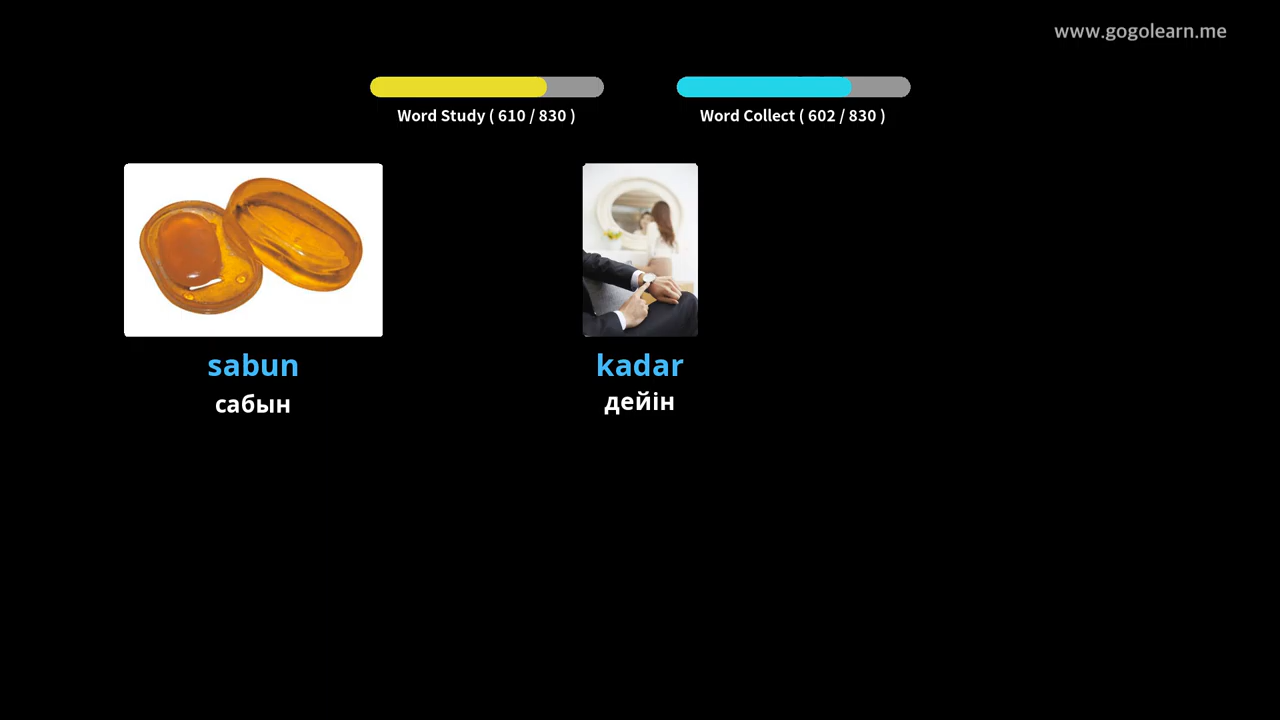 www.gogolearn.me
Word Study ( 610 / 830 )
Word Collect ( 602 / 830 )
sabun
сабын
kadar
дейін